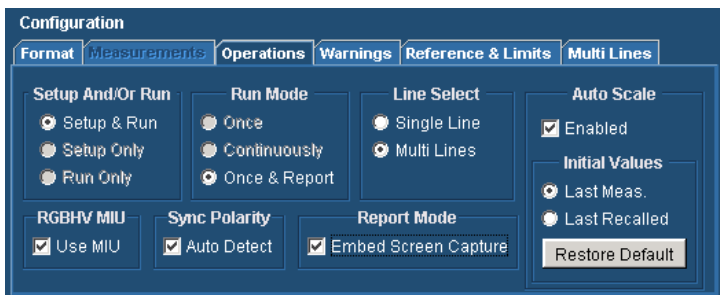 Configuration
Format Measurements Operations Warnings Reference & Limits Multi Lines
Setup And/Or Run
Setup & Run
Setup Only
Run Only
Run Mode
Once
Continuously
Once & Report
Line Select
Single Line
Multi Lines
Auto Scale
Enabled
Initial Values
Last Meas.
Last Recalled
Restore Default
RGBHV MIU
Use MIU
Sync Polarity
Auto Detect
Report Mode
Embed Screen Capture